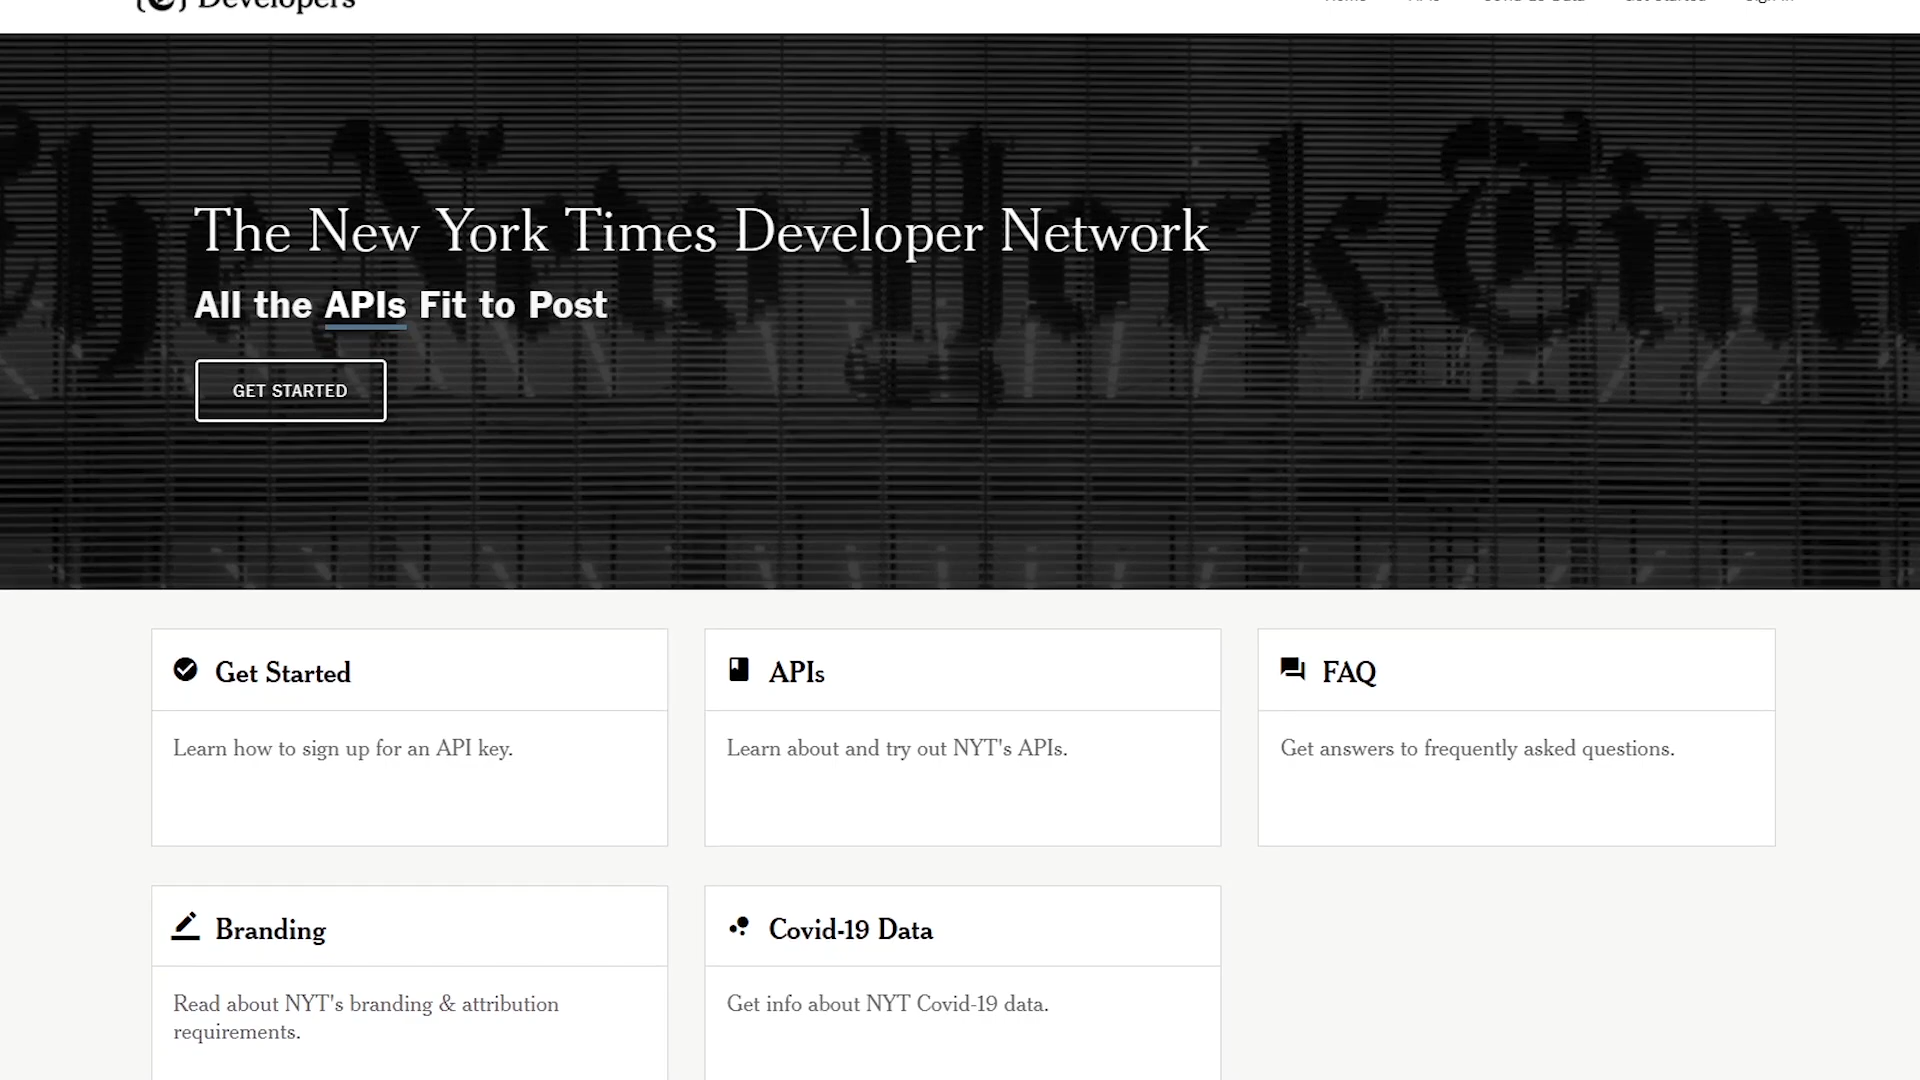 Developers
The New York Times Developer Network
All the APIs Fit to Post
GET STARTED
Get Started
APIs
FAQ
Learn how to sign up for an API key.
Learn about and try out NYT's APIs.
Get answers to frequently asked questions.
Branding
Covid-19 Data
Read about NYT's branding & attribution
requirements.
Get info about NYT Covid-19 data.